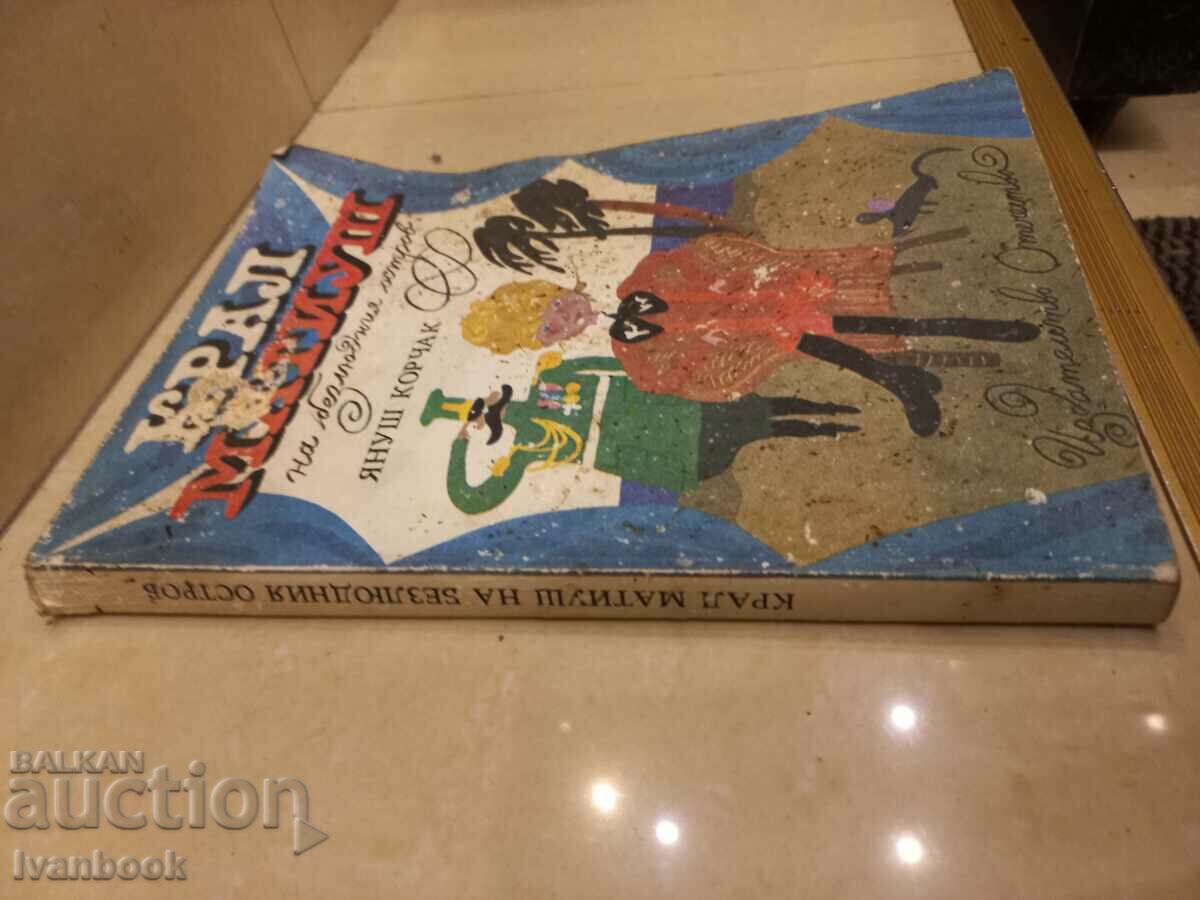 КРАЛ
МАТИУШ
на безлюдния остров
ЯНУШ КОРЧАК
Издателство Отечество
КРАЛ МАТИУШ НА БЕЗЛЮДНИЯ ОСТРОВ
BALKAN
auction
Ivanbook